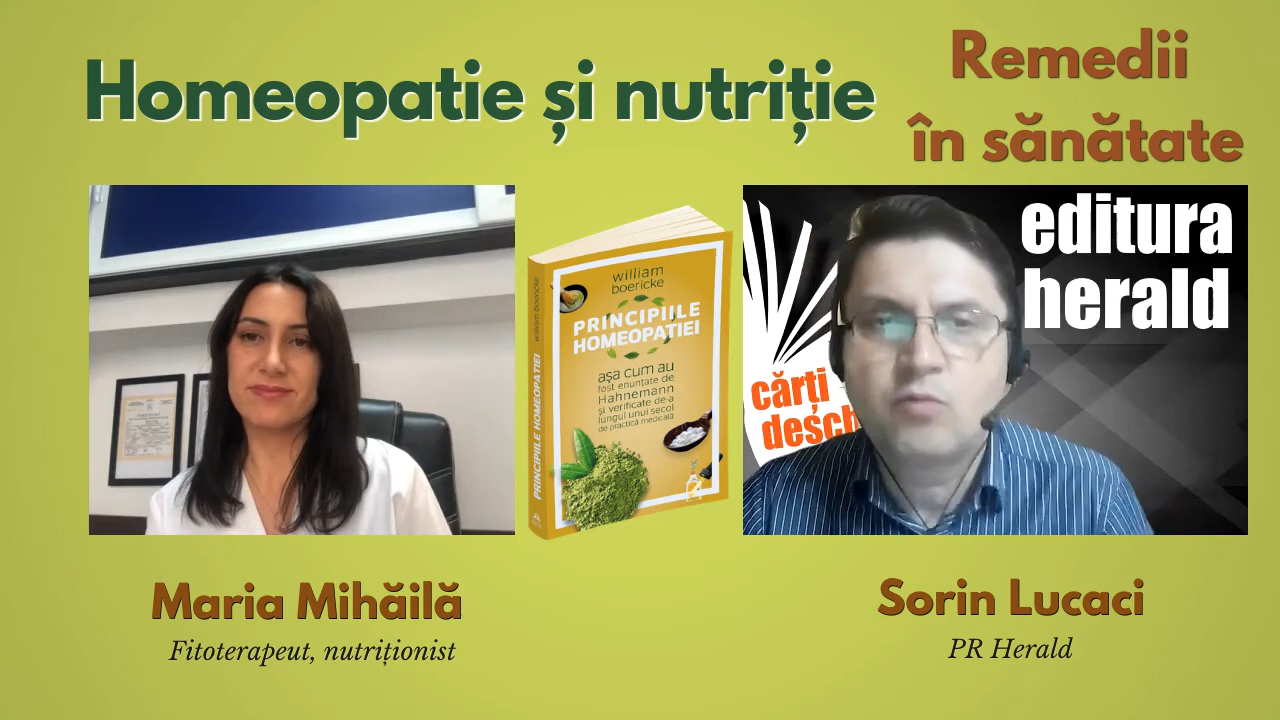 Homeopatie și nutriție
Remedii
în sănătate
william
boericke
PRINCIPIILE
HOMEOPATIEI
așa cum au
fost enunțate de
Hahnemann
și verificate de-a
lungul unui secol
de practică medicală
PRINCIPIILE HOMEOPATIEI
william boericke
editura
herald
cărți
desch
Maria Mihăilă
Fitoterapeut, nutriționist
Sorin Lucaci
PR Herald